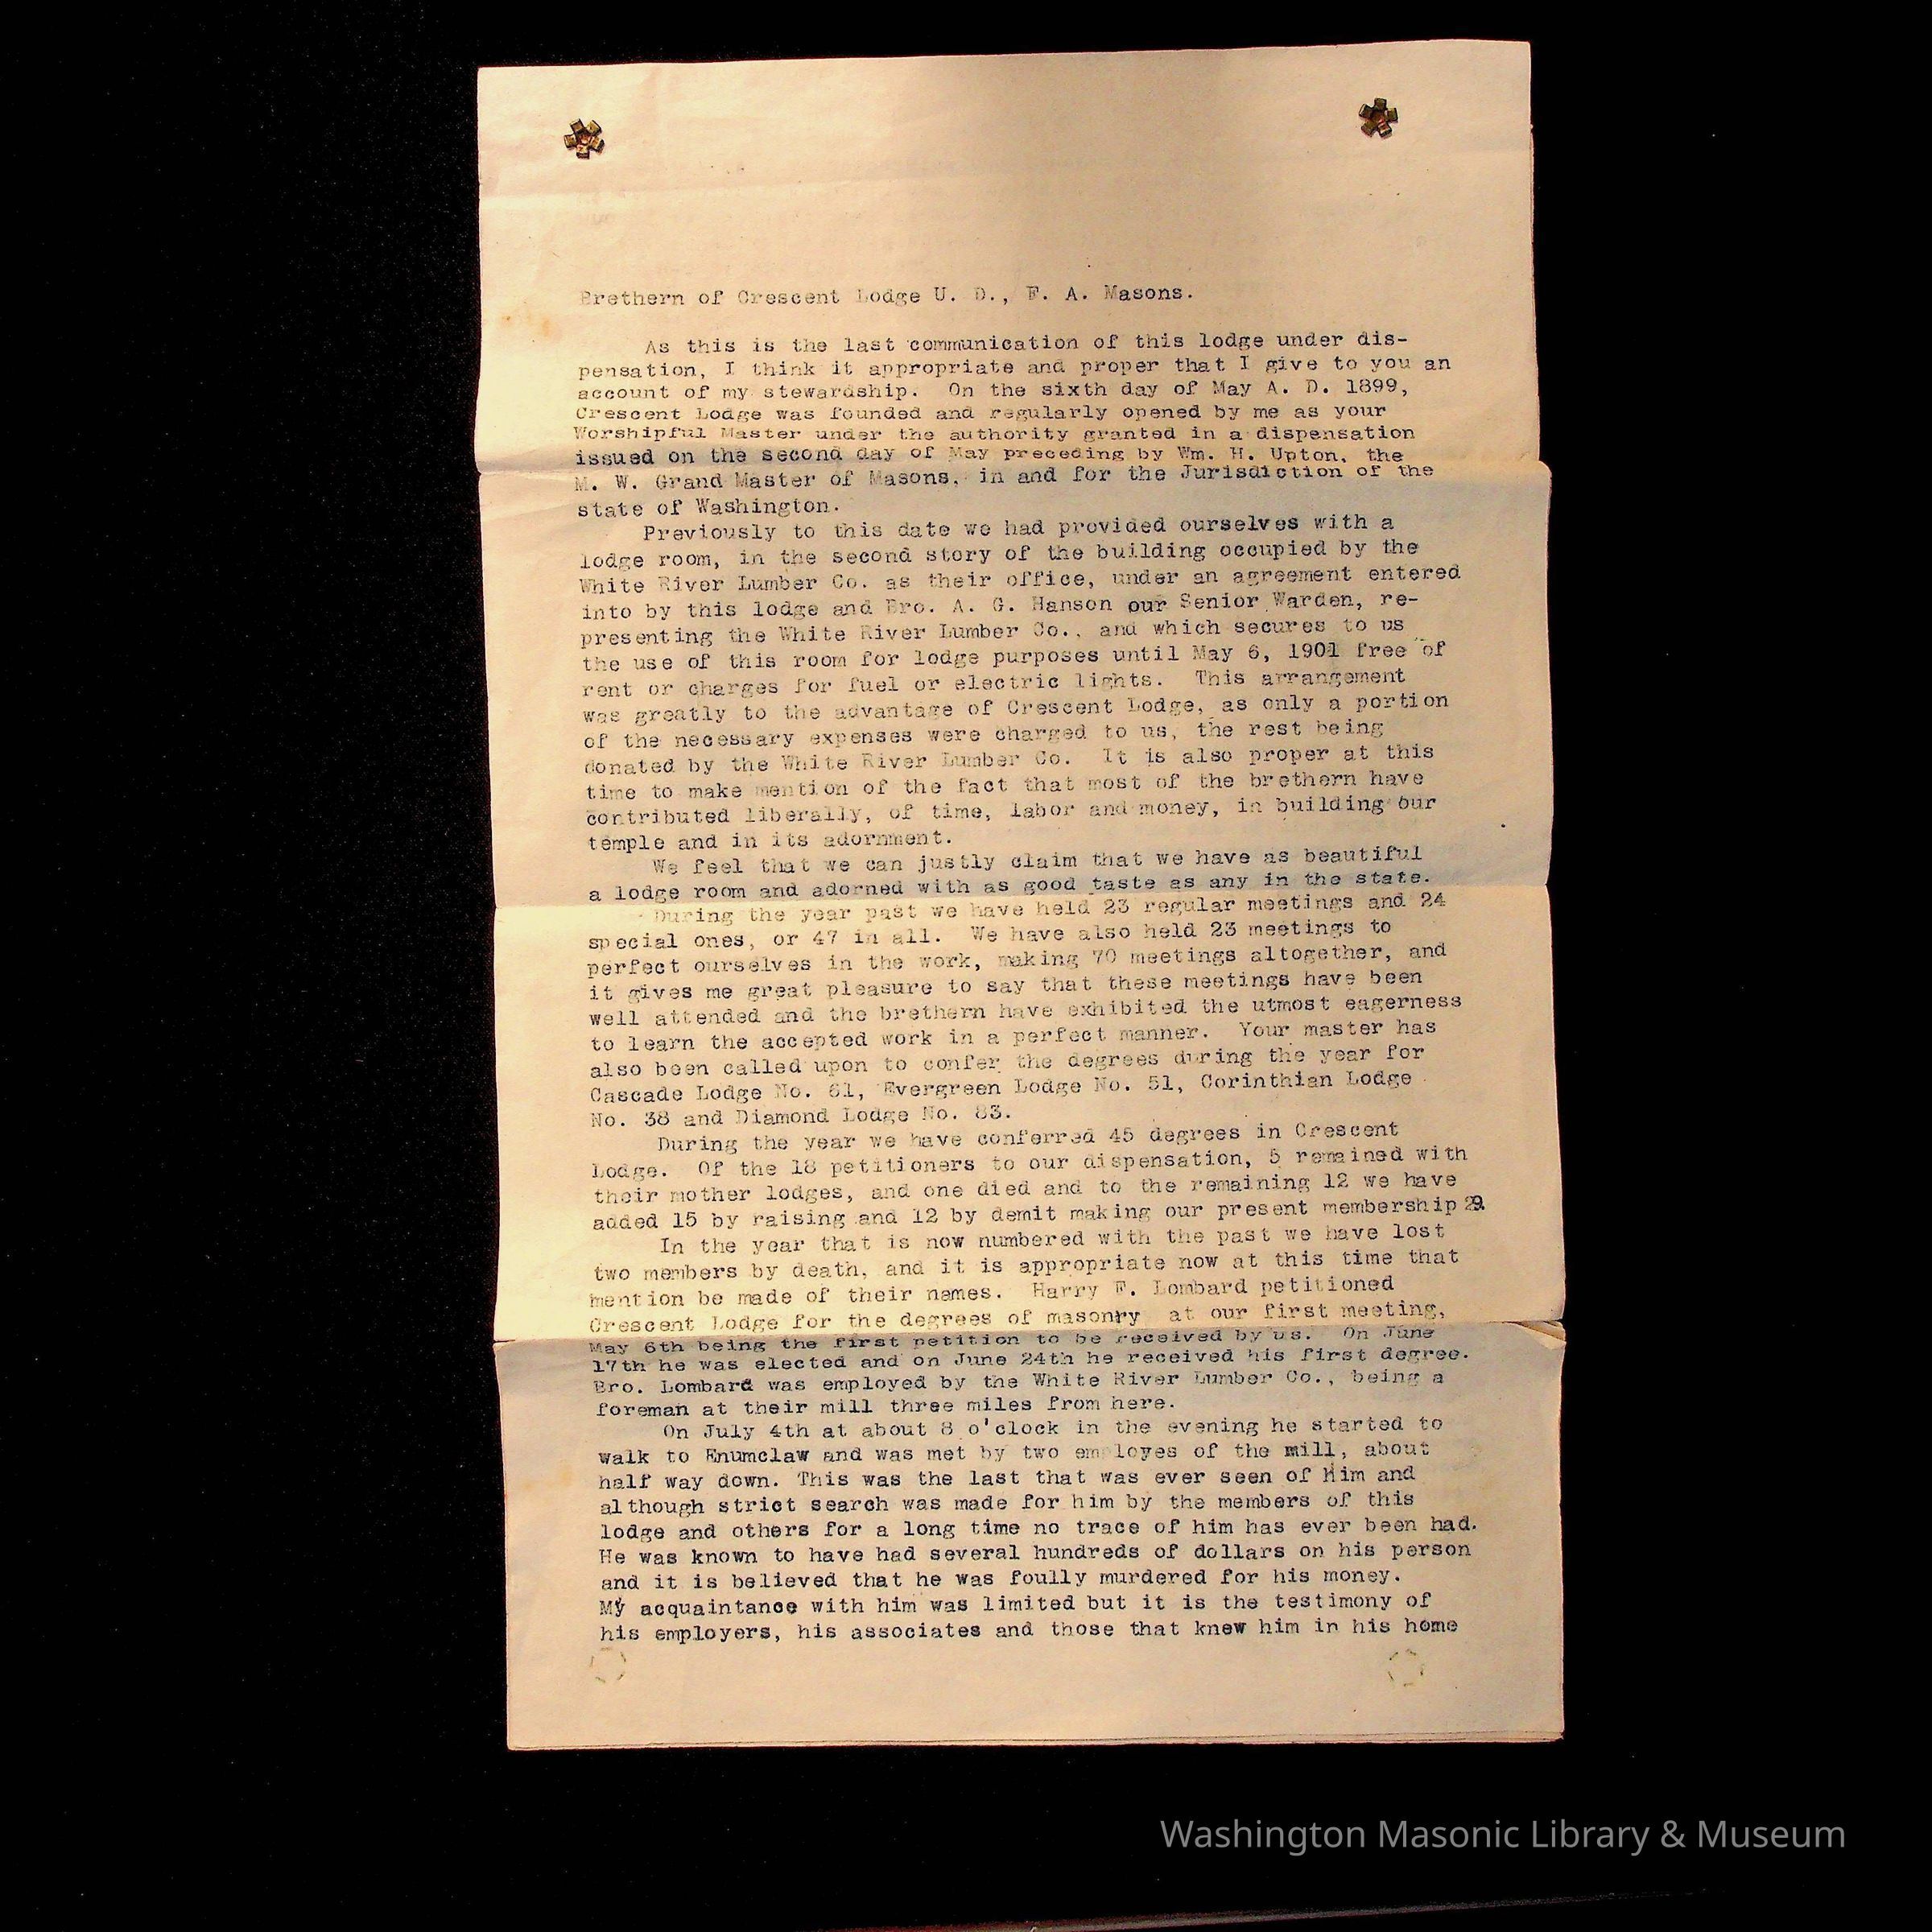 Brethern of Crescent Lodge U. D., F. A. Masons.
As this is the last communication of this lodge under dis-
pensation, I think it appropriate and proper that I give to you an
account of my stewardship. On the sixth day of May A. D. 1899,
Crescent Lodge was founded and regularly opened by me as your
Worshipful Master under the authority granted in a dispensation
issued on the second day of May preceding by Wm. H. Upton, the
M. W. Grand Master of Masons, in and for the Jurisdiction of the
state of Washington.
Previously to this date we had provided ourselves with a
lodge room, in the second story of the building occupied by the
White River Lumber Co. as their office, under an agreement entered
into by this lodge and Bro. A. G. Hanson our Senior Warden, re-
presenting the White River Lumber Co., and which secures to us
the use of this room for lodge purposes until May 6, 1901 free of
rent or charges for fuel or electric lights. This arrangement
was greatly to the advantage of Crescent Lodge, as only a portion
of the necessary expenses were charged to us, the rest being
donated by the White River Lumber Co. It is also proper at this
time to make mention of the fact that most of the brethern have
contributed liberally, of time, labor and money, in building our
temple and in its adornment.
We feel that we can justly claim that we have as beautiful
a lodge room and adorned with as good taste as any in the state.
During the year past we have held 23 regular meetings and 24
special ones, or 47 in all. We have also held 23 meetings to
perfect ourselves in the work, making 70 meetings altogether, and
it gives me great pleasure to say that these meetings have been
well attended and the brethern have exhibited the utmost eagerness
to learn the accepted work in a perfect manner. Your master has
also been called upon to confer the degrees during the year for
Cascade Lodge No. 61, Evergreen Lodge No. 51, Corinthian Lodge
No. 38 and Diamond Lodge No. 83.
During the year we have conferred 45 degrees in Crescent
Lodge. Of the 18 petitioners to our dispensation, 5 remained with
their mother lodges, and one died and to the remaining 12 we have
added 15 by raising and 12 by demit making our present membership 29.
In the year that is now numbered with the past we have lost
two members by death, and it is appropriate now at this time that
mention be made of their names. Harry F. Lombard petitioned
Crescent Lodge for the degrees of masonry at our first meeting,
May 6th being the first petition to be received by us. On June
17th he was elected and on June 24th he received his first degree.
Bro. Lombard was employed by the White River Lumber Co., being a
foreman at their mill three miles from here.
On July 4th at about 8 o'clock in the evening he started to
walk to Enumclaw and was met by two employes of the mill, about
half way down. This was the last that was ever seen of Him and
although strict search was made for him by the members of this
lodge and others for a long time no trace of him has ever been had.
He was known to have had several hundreds of dollars on his person
and it is believed that he was foully murdered for his money.
My acquaintance with him was limited but it is the testimony of
his employers, his associates and those that knew him in his home
Washington Masonic Library & Museum